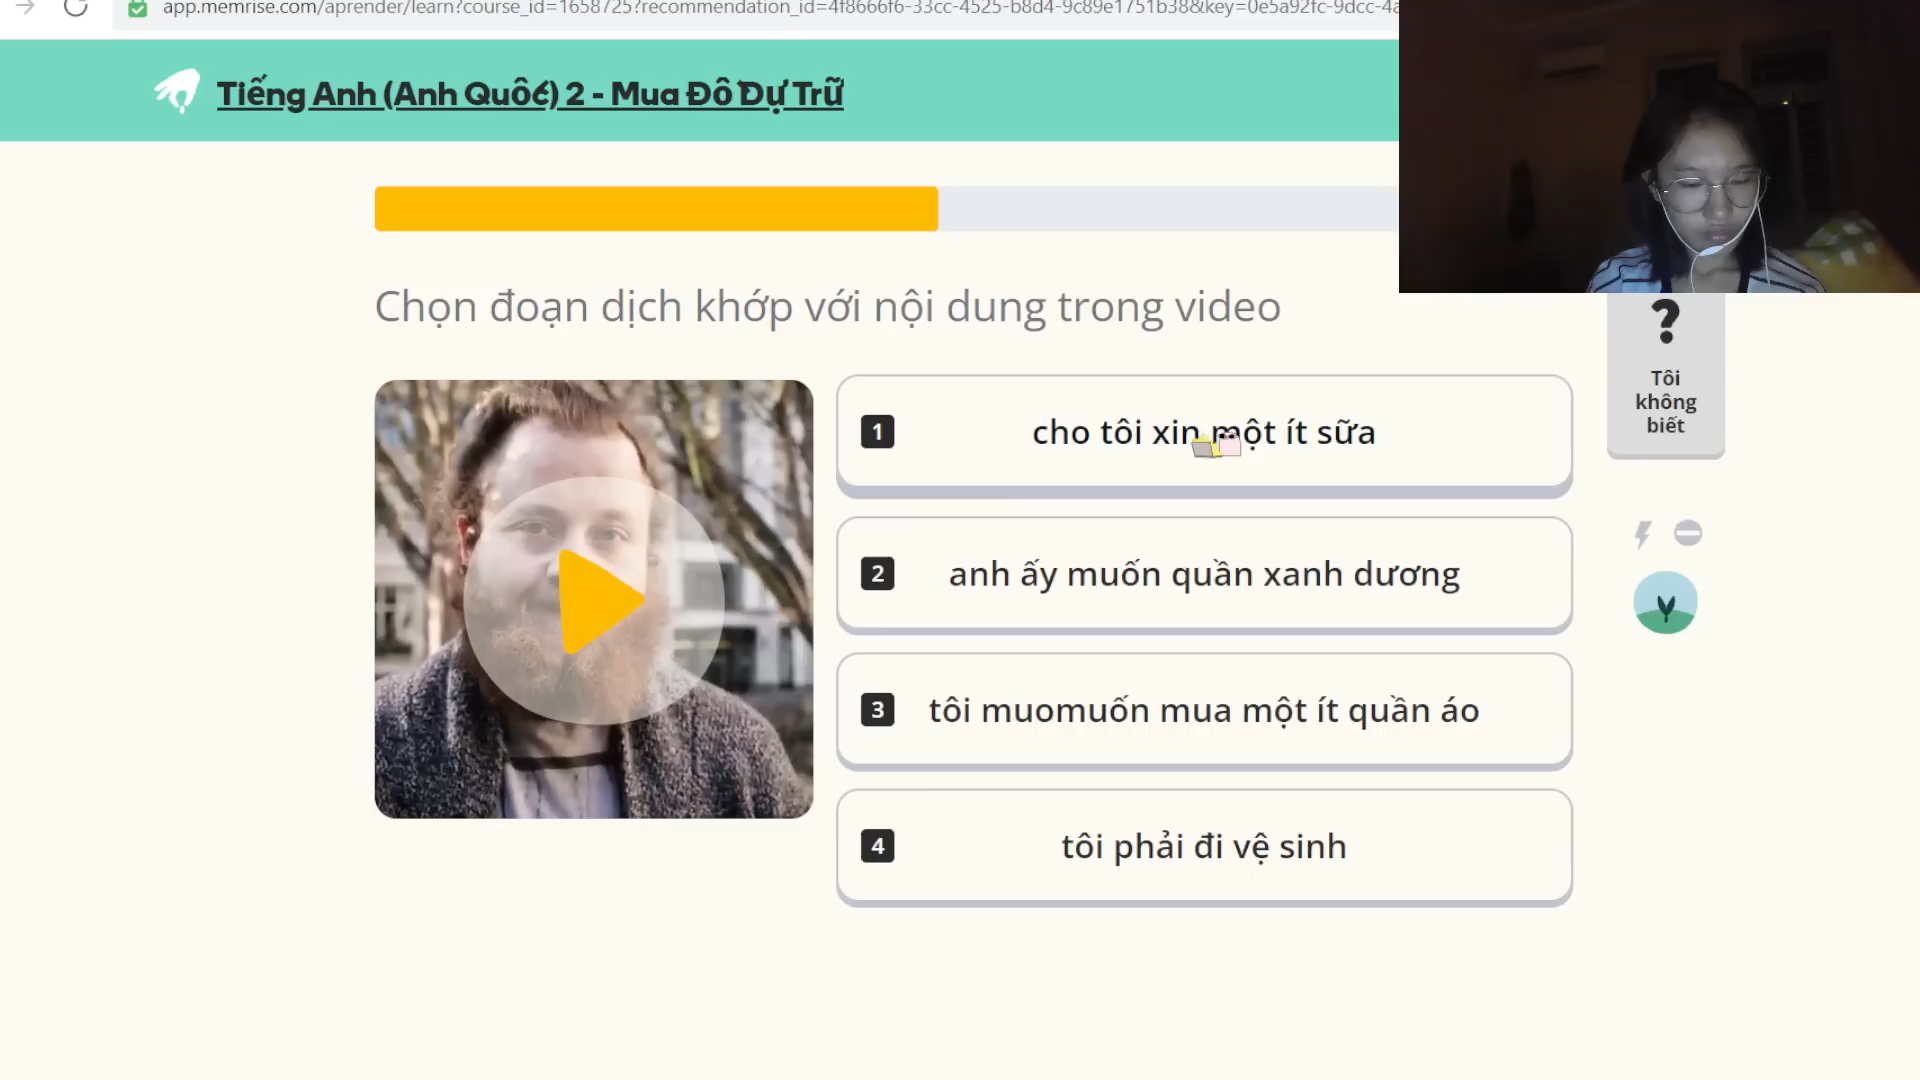 app.memrise.com/aprender/learn?course_id=1658725?recommendation_id=4f8666f6-33cc-4525-b8d4-9c89e1751b38&key=0e5a92fc-9dcc-4a
Tiếng Anh (Anh Quốc) 2 - Mua Đồ Dự Trữ
Chọn đoạn dịch khớp với nội dung trong video
?
Tôi
không
biết
1 cho tôi xin một ít sữa
2 anh ấy muốn quần xanh dương
3 tôi muomuốn mua một ít quần áo
4 tôi phải đi vệ sinh